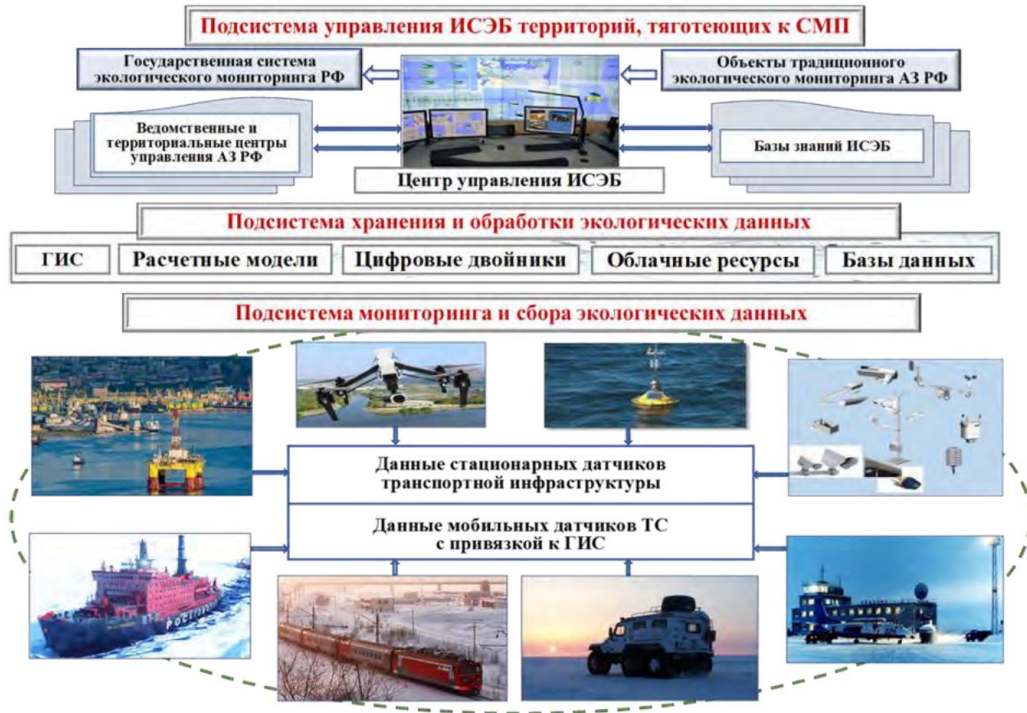 Подсистема управления ИСЭБ территорий, тяготеющих к СМП
Государственная система
экологического мониторинга РФ
Объекты традиционного
экологического мониторинга АЗ РФ
Ведомственные и
территориальные центры
управления АЗ РФ
Базы знаний ИСЭБ
Центр управления ИСЭБ
Подсистема хранения и обработки экологических данных
ГИС
Расчетные модели
Цифровые двойники
Облачные ресурсы
Базы данных
Подсистема мониторинга и сбора экологических данных
Данные стационарных датчиков
транспортной инфраструктуры
Данные мобильных датчиков ТС
с привязкой к ГИС